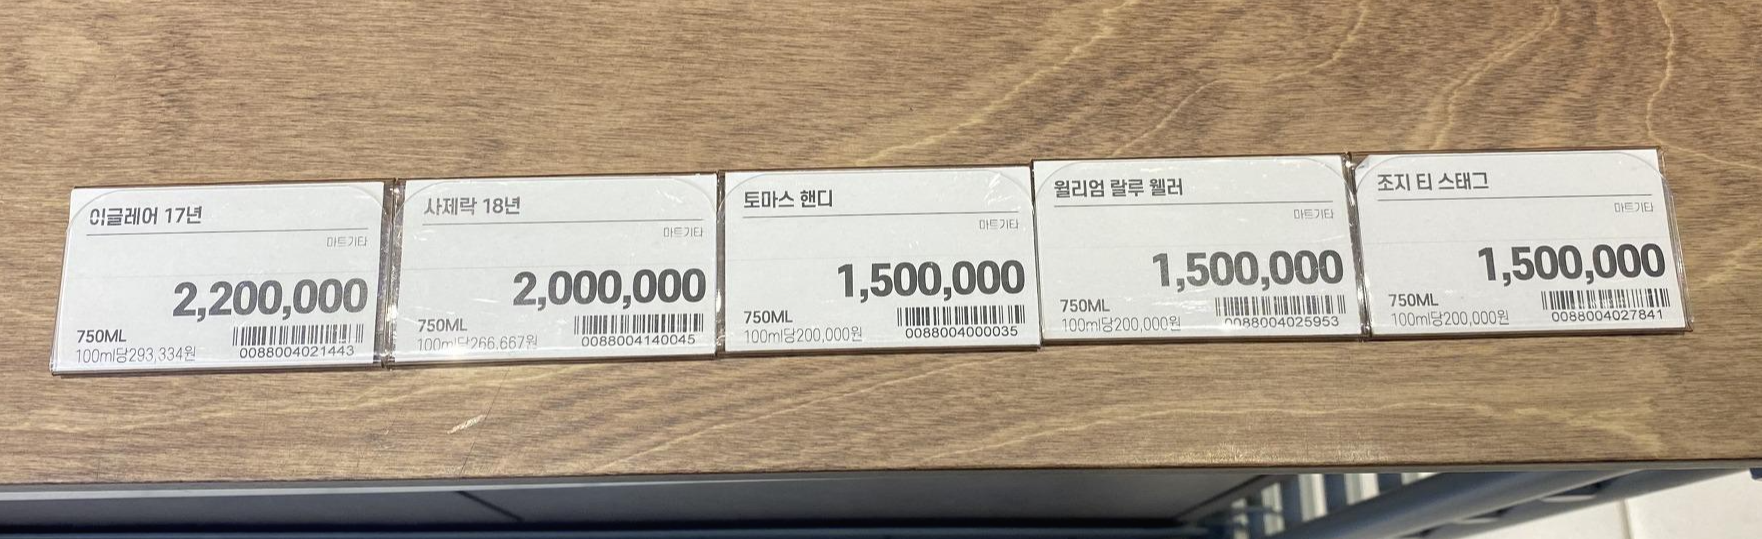 이글레어 17년
마트기타
2,200,000
750ML
100ml당293,334원
0088004021443
사제락 18년
마트기타
2,000,000
750ML
100ml당266,667원
0088004140045
토마스 핸디
마트기타
1,500,000
750ML
100ml당200,000원
0088004000035
윌리엄 랄루 웰러
마트기타
1,500,000
750ML
100ml당200,000원
0088004025953
조지 티 스태그
마트기타
1,500,000
750ML
100ml당200,000원
0088004027841